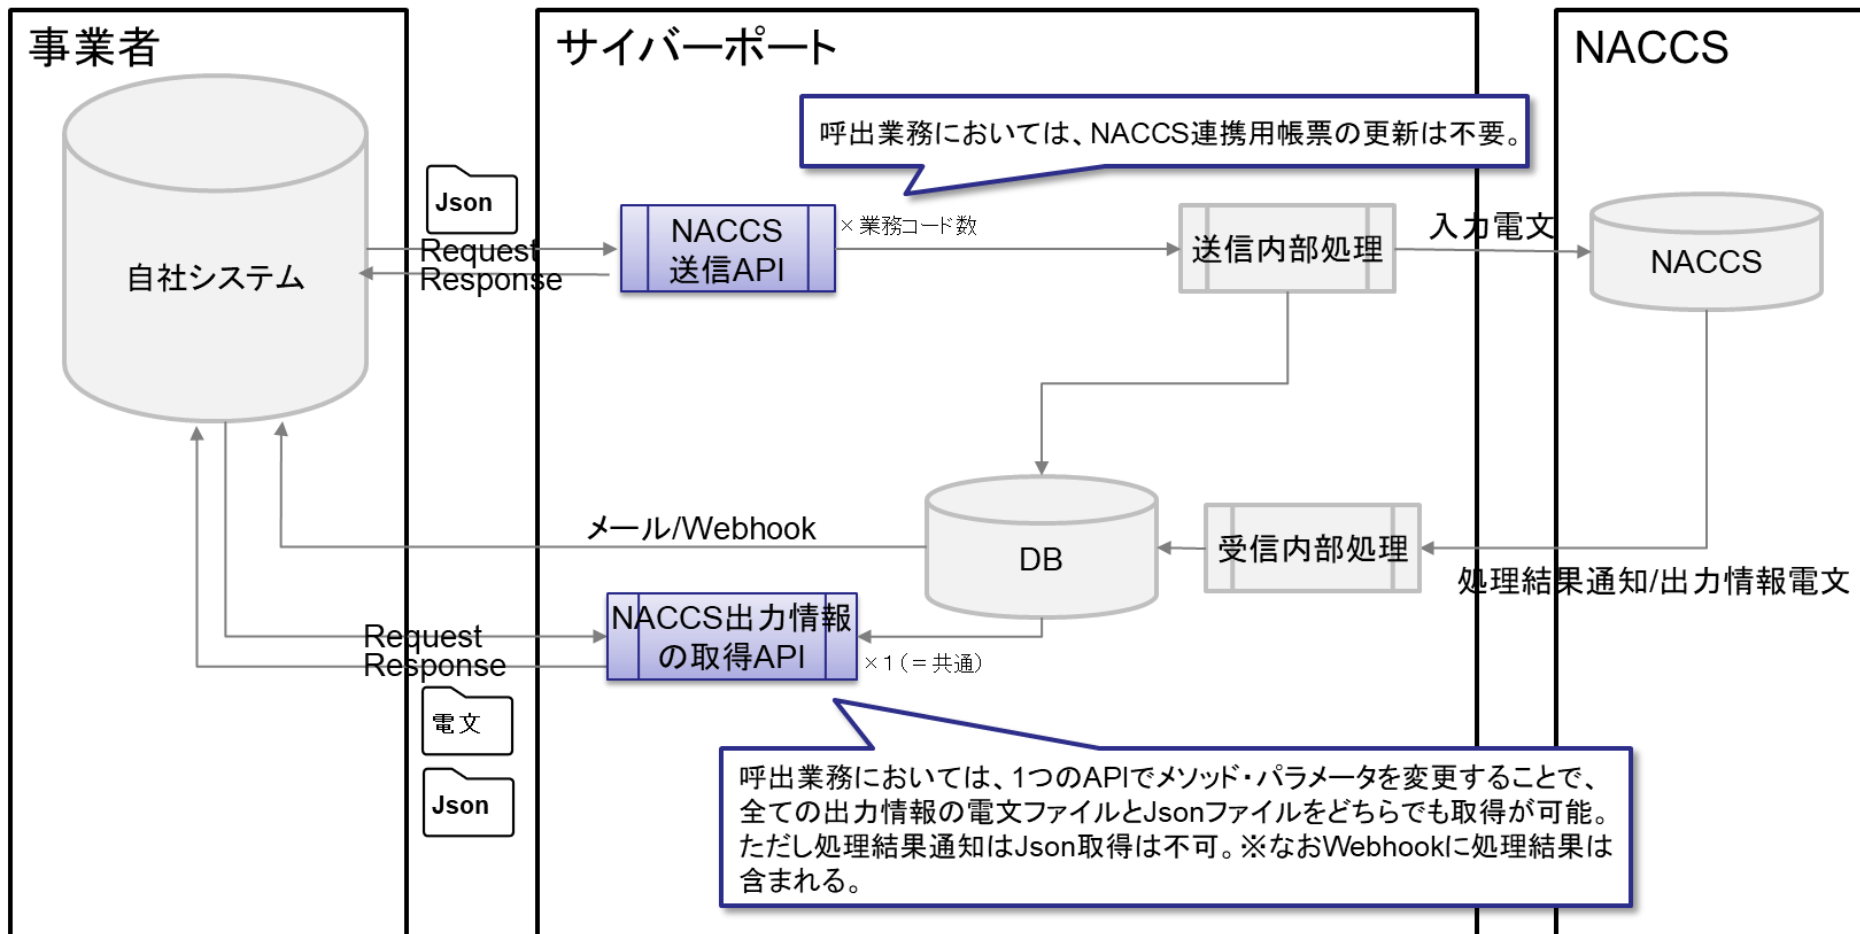 事業者
サイバーポート
NACCS
呼出業務においては、NACCS連携用帳票の更新は不要。
Json
Request
Response
自社システム
NACCS
送信API
×業務コード数
送信内部処理
入力電文
NACCS
メール/Webhook
DB
受信内部処理
処理結果通知/出力情報電文
Request
Response
NACCS出力情報
の取得API
×1(=共通)
電文
Json
呼出業務においては、1つのAPIでメソッド・パラメータを変更することで、
全ての出力情報の電文ファイルとJsonファイルをどちらでも取得が可能。
ただし処理結果通知はJson取得は不可。※なおWebhookに処理結果は
含まれる。